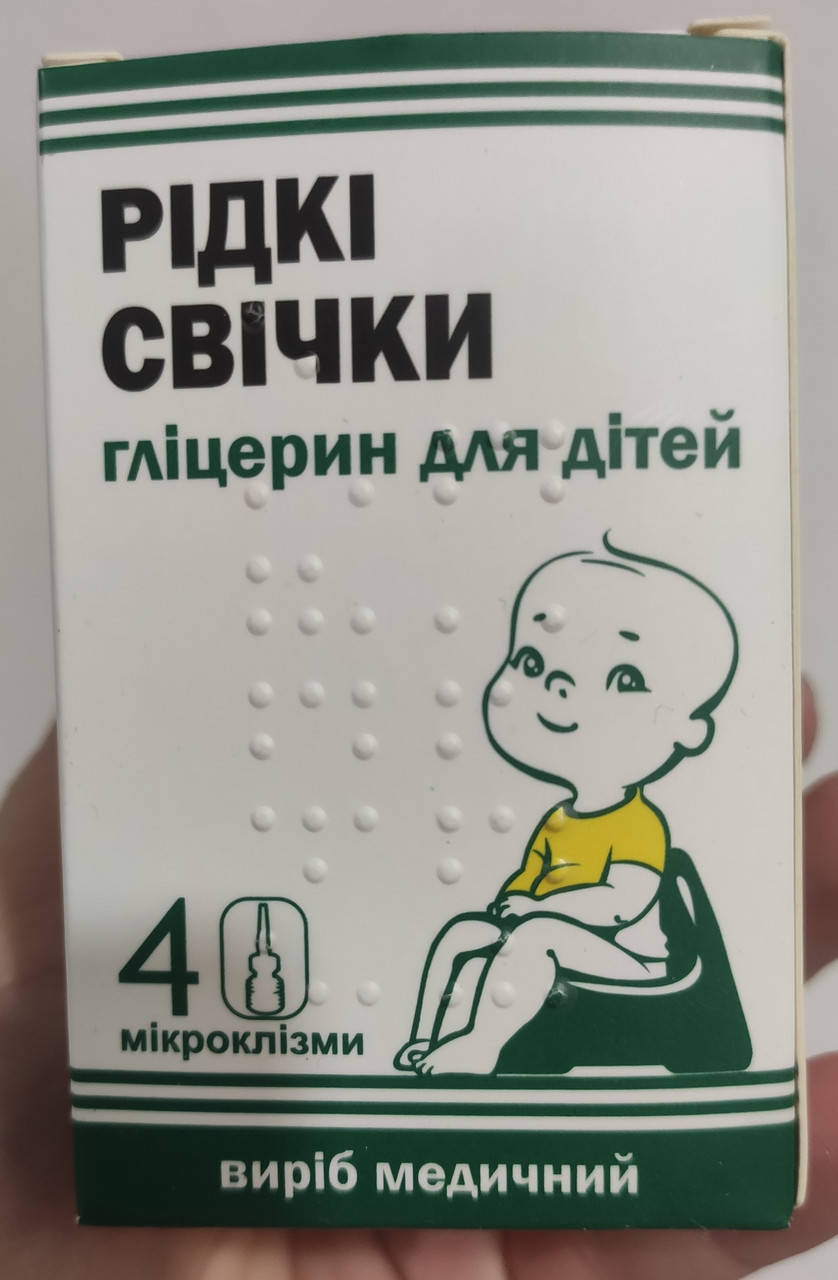 РІДКІ
СВІЧКИ
гліцерин для дітей
4
мікроклізми
виріб медичний